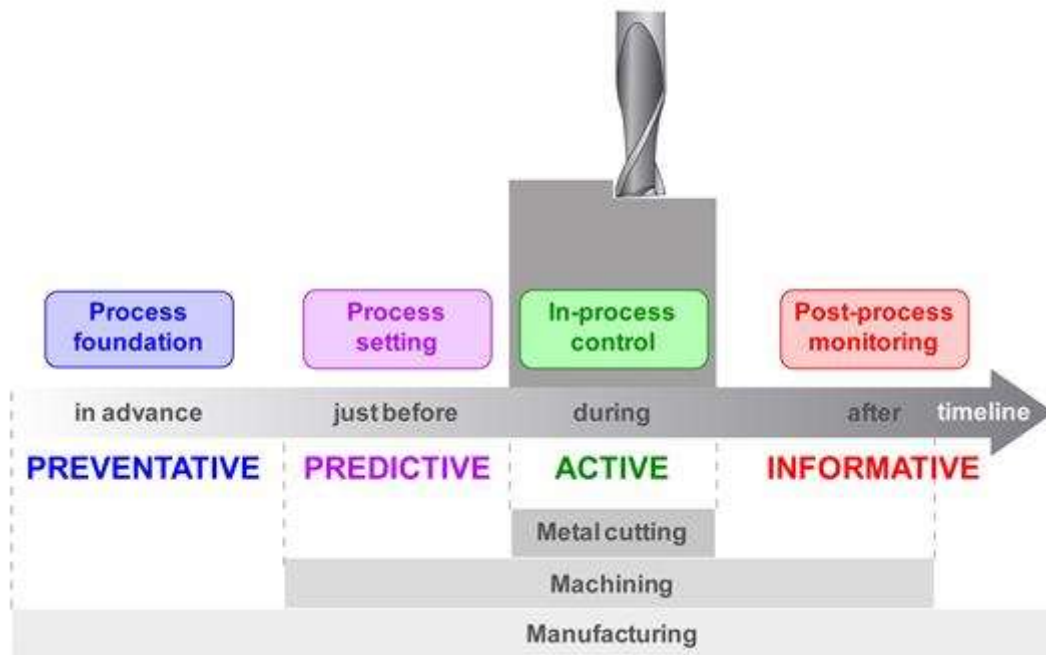 Process
foundation
Process
setting
In-process
control
Post-process
monitoring
in advance
just before
during
after
timeline
PREVENTATIVE
PREDICTIVE
ACTIVE
INFORMATIVE
Metal cutting
Machining
Manufacturing